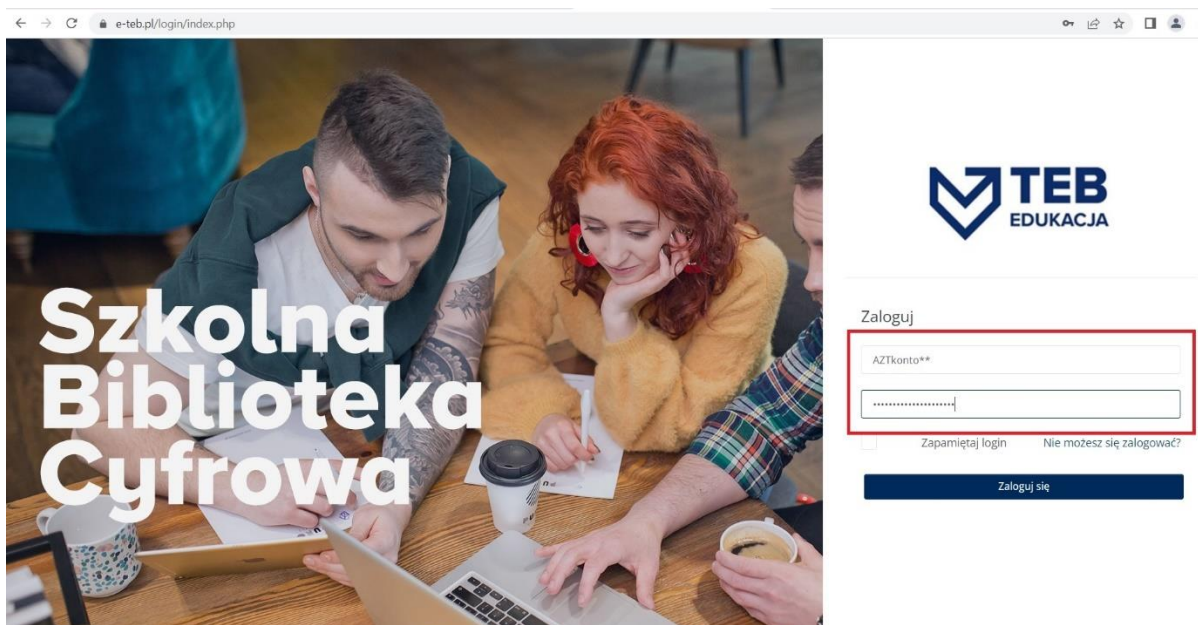 e-teb.pl/login/index.php
Szkolna
Biblioteka
Cyfrowa
TEB
EDUKACJA
Zaloguj
AZTkonto**
•••••••••••••••••••••
Zapamiętaj login Nie możesz się zalogować?
Zaloguj się